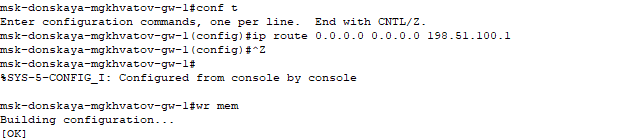 msk-donskaya-mgkhvatov-gw-1#conf t
Enter configuration commands, one per line.  End with CNTL/Z.
msk-donskaya-mgkhvatov-gw-1(config)#ip route 0.0.0.0 0.0.0.0 198.51.100.1
msk-donskaya-mgkhvatov-gw-1(config)#^Z
msk-donskaya-mgkhvatov-gw-1#
%SYS-5-CONFIG_I: Configured from console by console
msk-donskaya-mgkhvatov-gw-1#wr mem
Building configuration...
[OK]